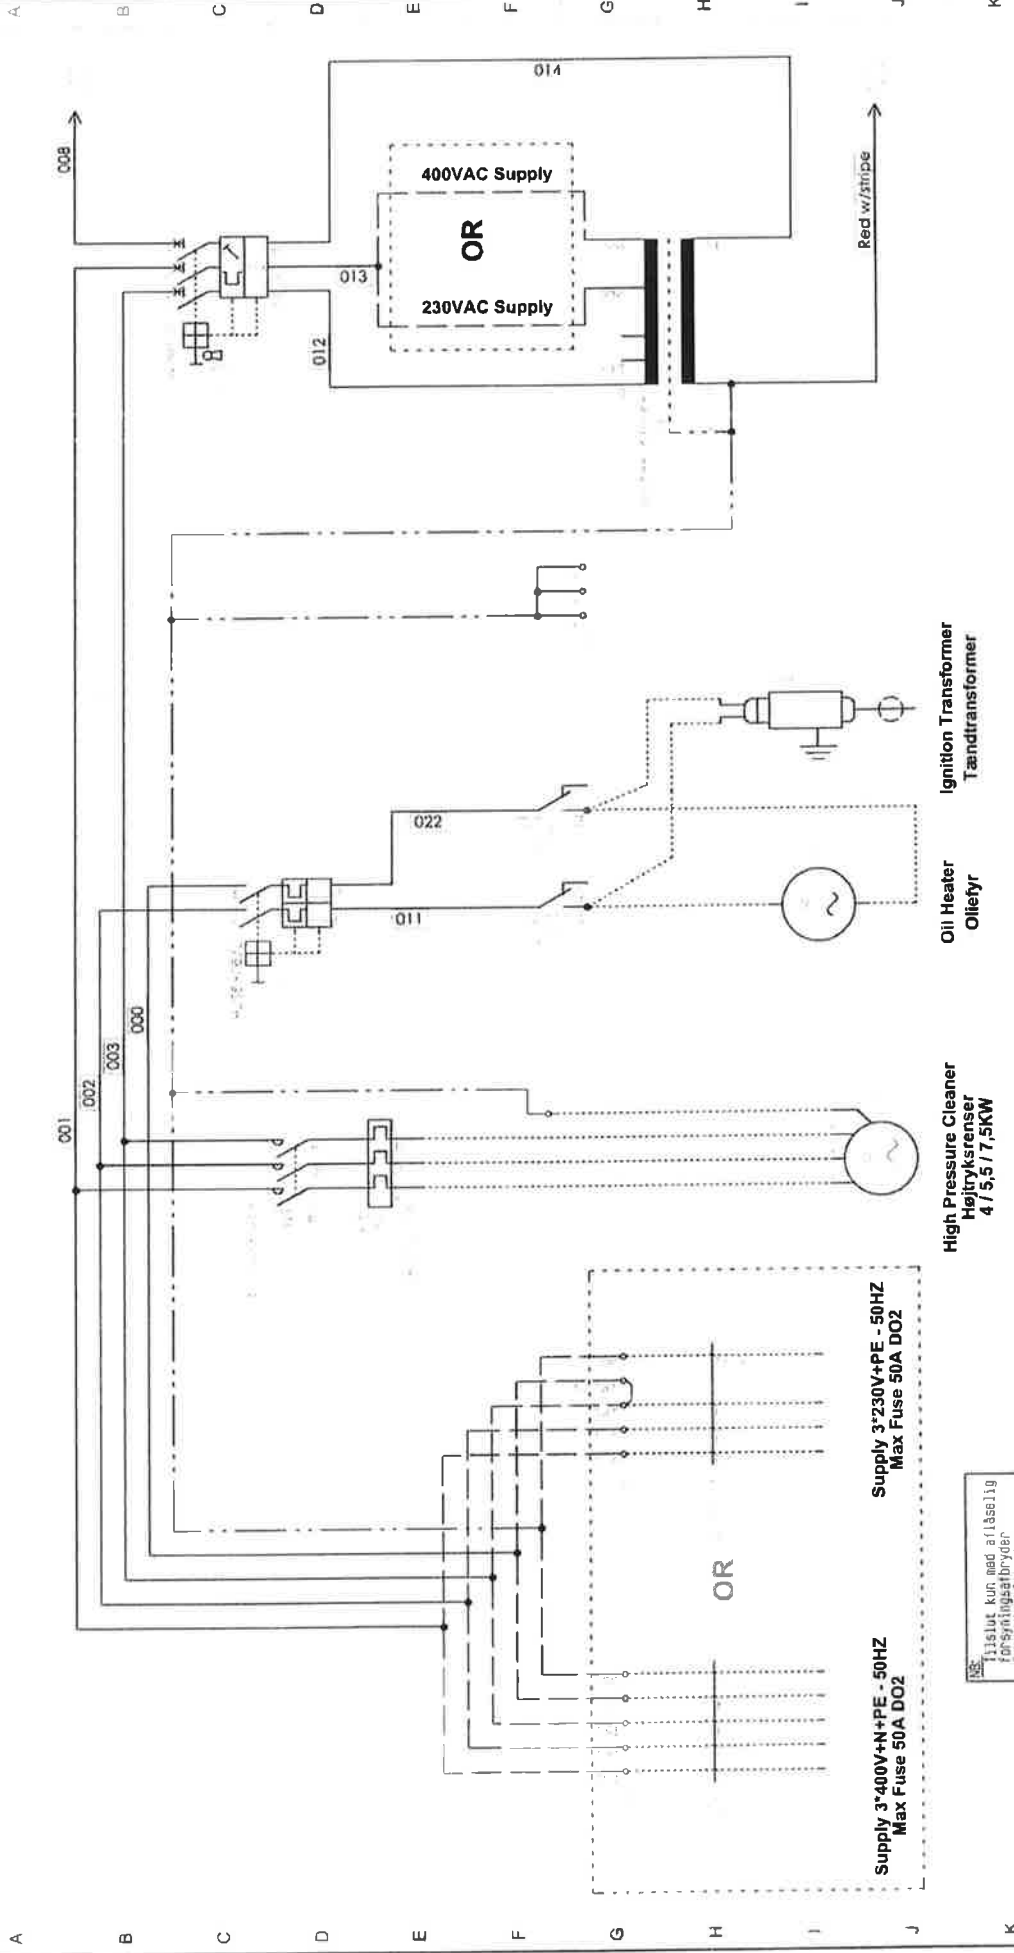 A
B
C
D
E
F
G
H
I
J
K
A
B
C
D
E
F
G
H
I
J
K
001
002
003
000
008
014
013
012
022
011
400VAC Supply
OR
230VAC Supply
Red w/stripe
Ignition Transformer
Tændtransformer
Oil Heater
Oliefyr
High Pressure Cleaner
Højtryksrenser
4 / 5,5 / 7,5KW
Supply 3*230V+PE - 50HZ
Max Fuse 50A DO2
OR
Supply 3*400V+N+PE - 50HZ
Max Fuse 50A DO2
NB:
Tilslut kun med aflåselig
forsyningsafbryder